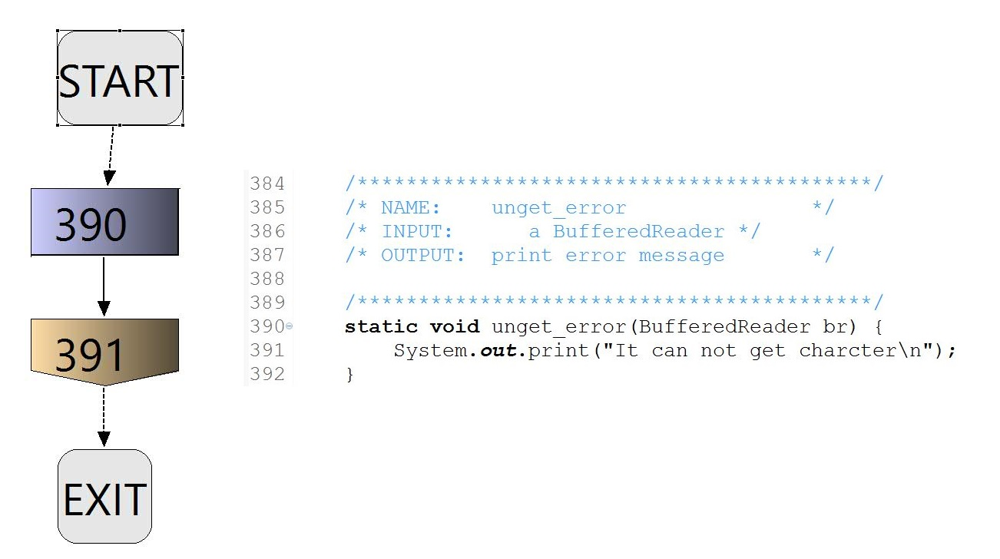 START
390
391
EXIT
384 /******************************************/
385 /* NAME: unget_error */
386 /* INPUT: a BufferedReader */
387 /* OUTPUT: print error message */
388
389 /******************************************/
390 static void unget_error(BufferedReader br) {
391 System.out.print("It can not get charcter\n");
392 }